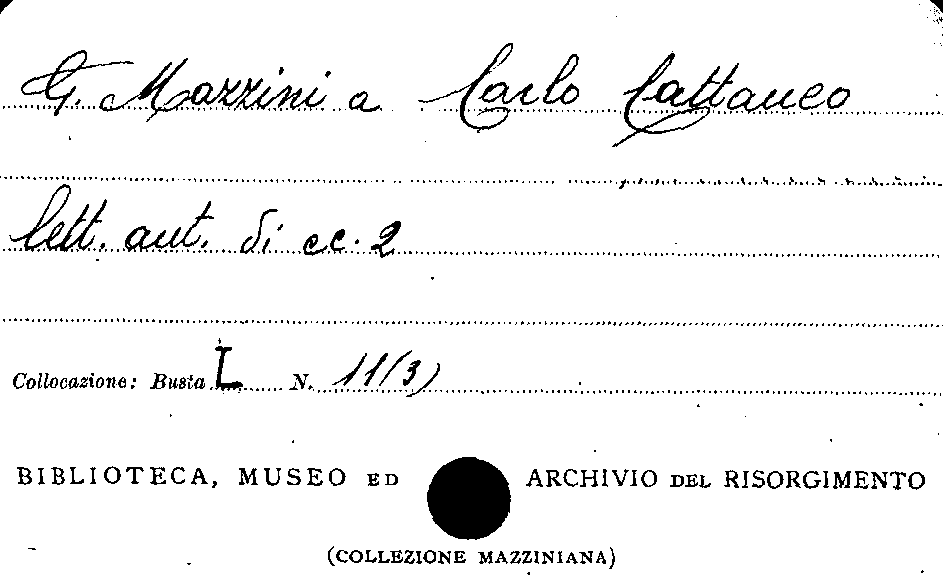 G. Mazzini a Carlo Cattaneo
lett. aut. di cc. 2
Collocazione: Busta L N. 11(3)
BIBLIOTECA, MUSEO ED ARCHIVIO DEL RISORGIMENTO
(COLLEZIONE MAZZINIANA)